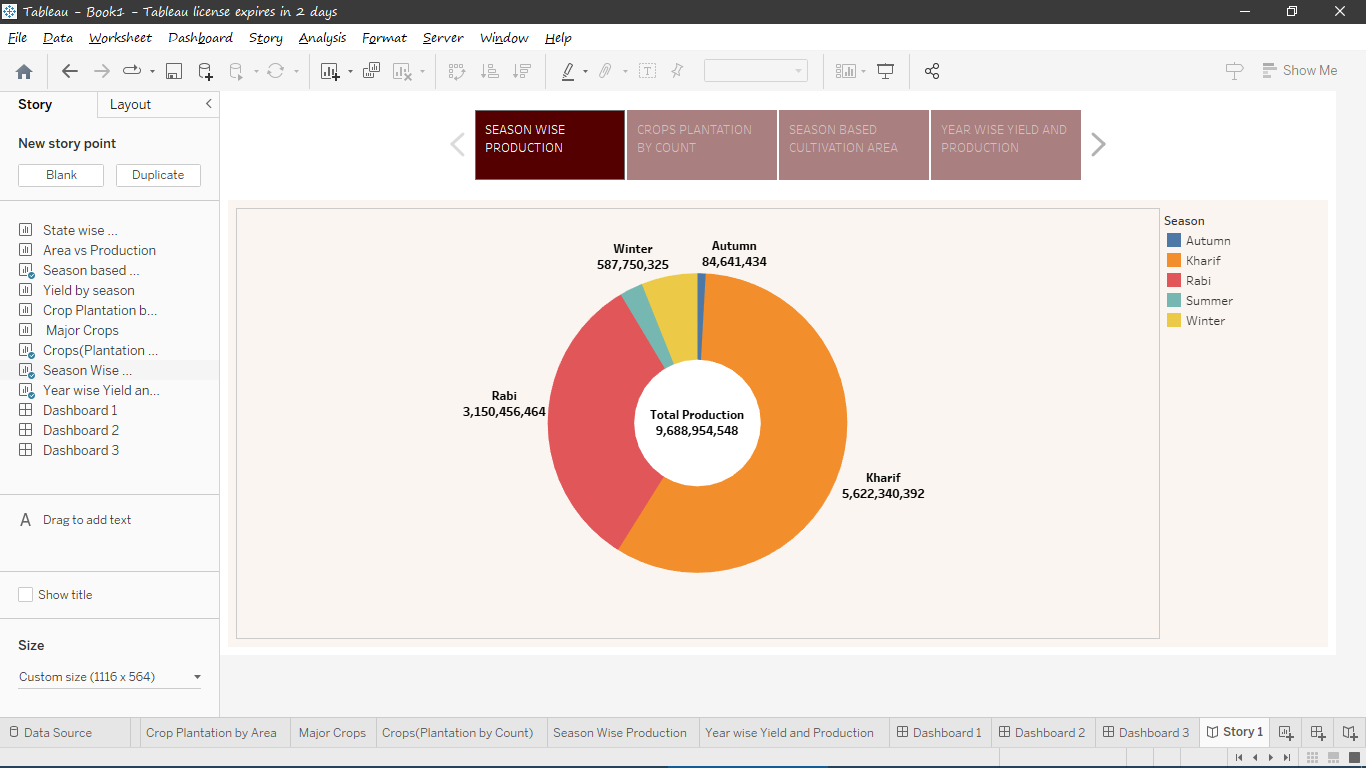 Tableau - Book1 - Tableau license expires in 2 days
File Data Worksheet Dashboard Story Analysis Format Server Window Help
Show Me
Story Layout
New story point
Blank Duplicate
State wise ...
Area vs Production
Season based ...
Yield by season
Crop Plantation b...
Major Crops
Crops(Plantation ...
Season Wise ...
Year wise Yield an...
Dashboard 1
Dashboard 2
Dashboard 3
A Drag to add text
Show title
Size
Custom size (1116 x 564)
SEASON WISE
PRODUCTION
CROPS PLANTATION
BY COUNT
SEASON BASED
CULTIVATION AREA
YEAR WISE YIELD AND
PRODUCTION
Winter
587,750,325
Autumn
84,641,434
Rabi
3,150,456,464
Total Production
9,688,954,548
Kharif
5,622,340,392
Season
Autumn
Kharif
Rabi
Summer
Winter
Data Source Crop Plantation by Area Major Crops Crops(Plantation by Count) Season Wise Production Year wise Yield and Production Dashboard 1 Dashboard 2 Dashboard 3 Story 1